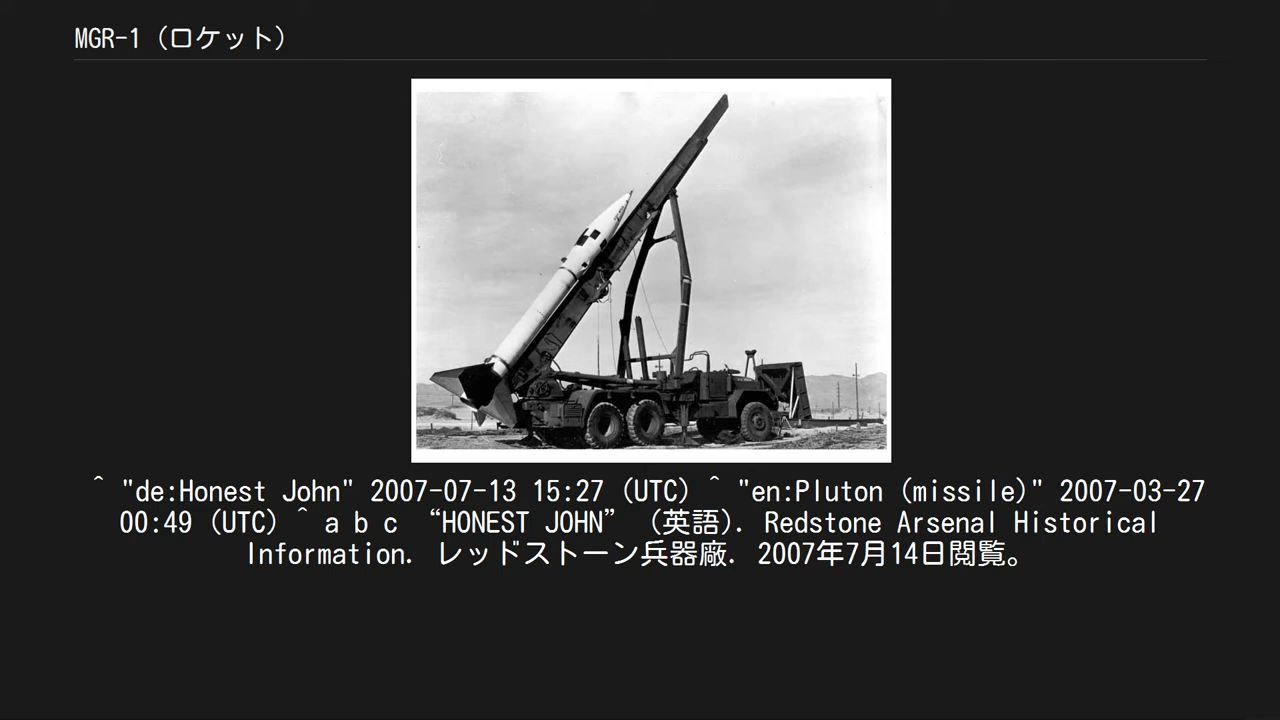 MGR-1（ロケット）
^ "de:Honest John" 2007-07-13 15:27（UTC）^ "en:Pluton (missile)" 2007-03-27
00:49（UTC）^ a b c “HONEST JOHN”（英語）. Redstone Arsenal Historical
Information. レッドストーン兵器廠. 2007年7月14日閲覧。